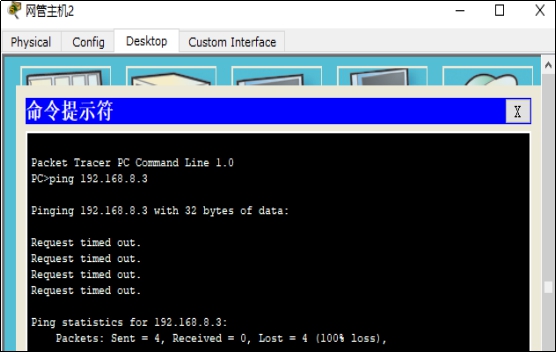 网管主机2
Physical Config Desktop Custom Interface
命令提示符 X
Packet Tracer PC Command Line 1.0
PC>ping 192.168.8.3
Pinging 192.168.8.3 with 32 bytes of data:
Request timed out.
Request timed out.
Request timed out.
Request timed out.
Ping statistics for 192.168.8.3:
Packets: Sent = 4, Received = 0, Lost = 4 (100% loss),